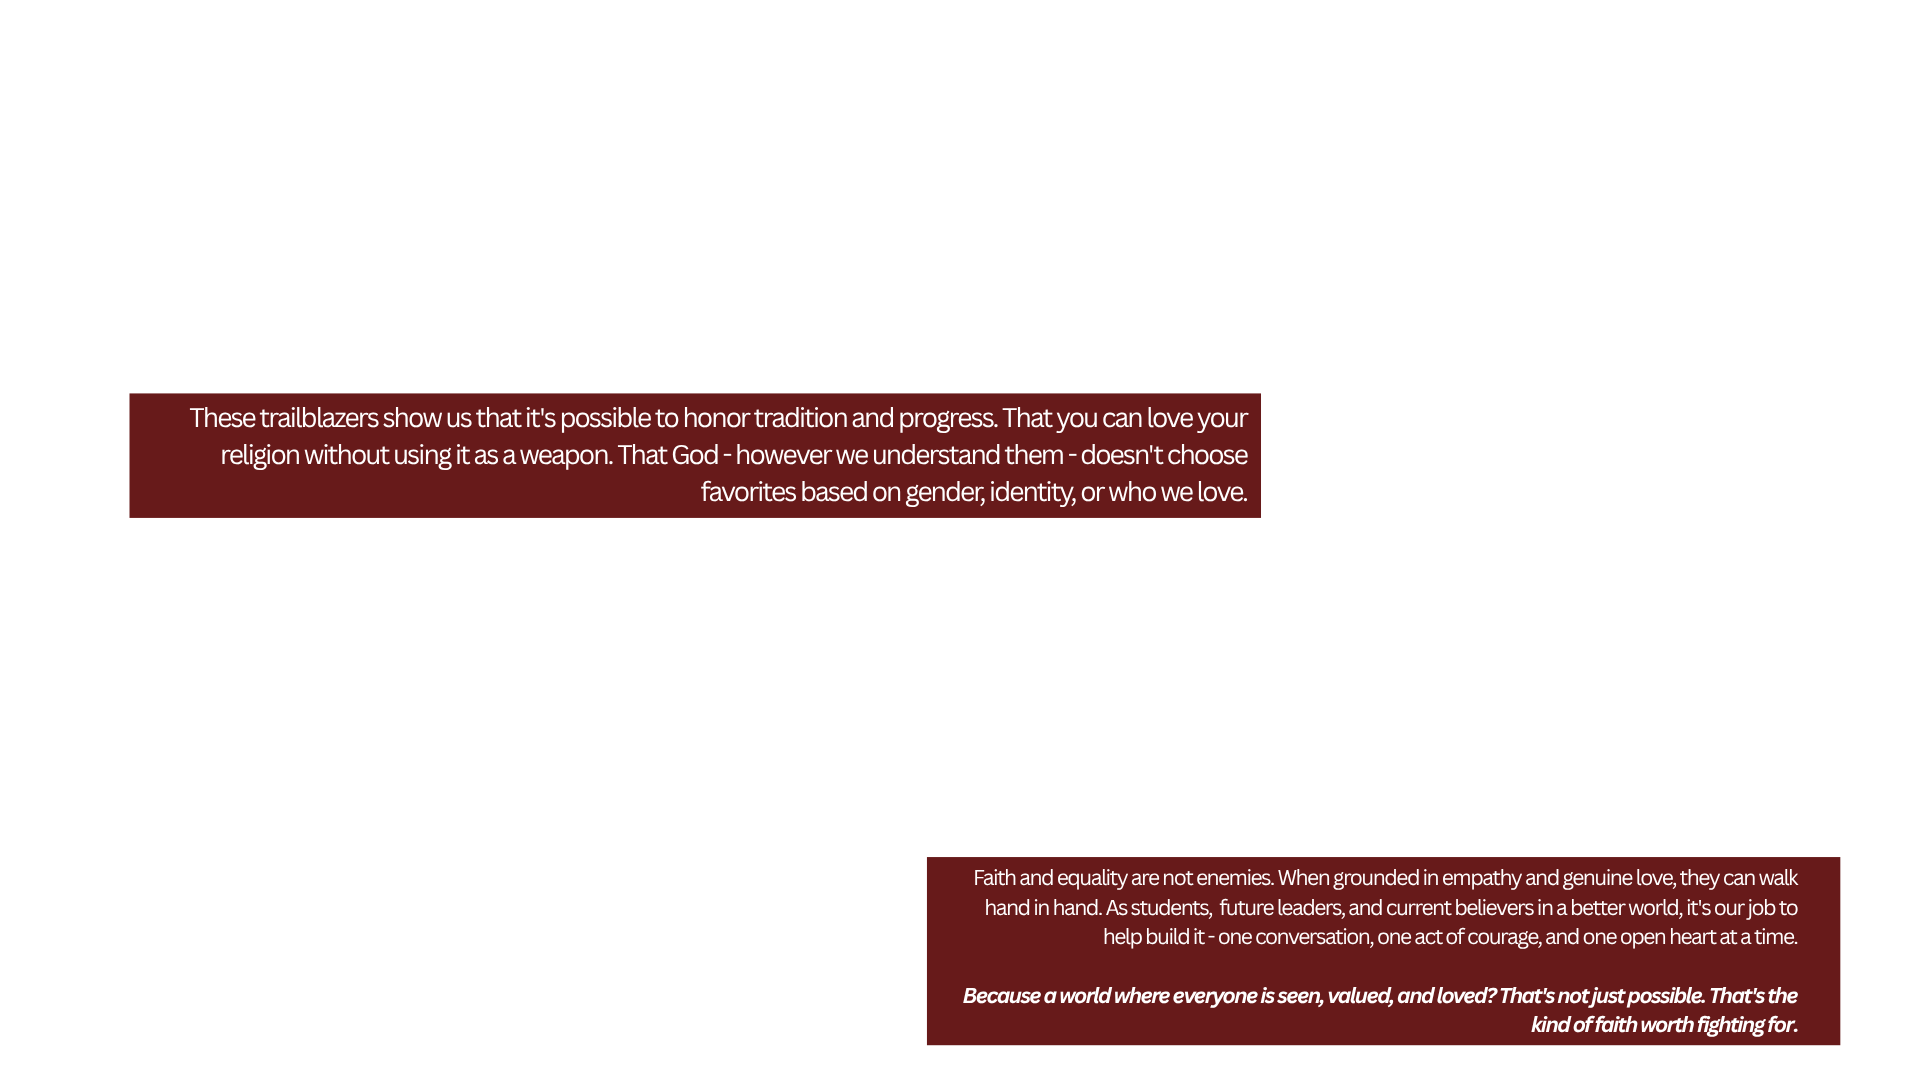 These trailblazers show us that it's possible to honor tradition and progress. That you can love your
religion without using it as a weapon. That God - however we understand them - doesn't choose
favorites based on gender, identity, or who we love.
Faith and equality are not enemies. When grounded in empathy and genuine love, they can walk
hand in hand. As students,  future leaders, and current believers in a better world, it's our job to
help build it - one conversation, one act of courage, and one open heart at a time.
Because a world where everyone is seen, valued, and loved? That's not just possible. That's the
kind of faith worth fighting for.